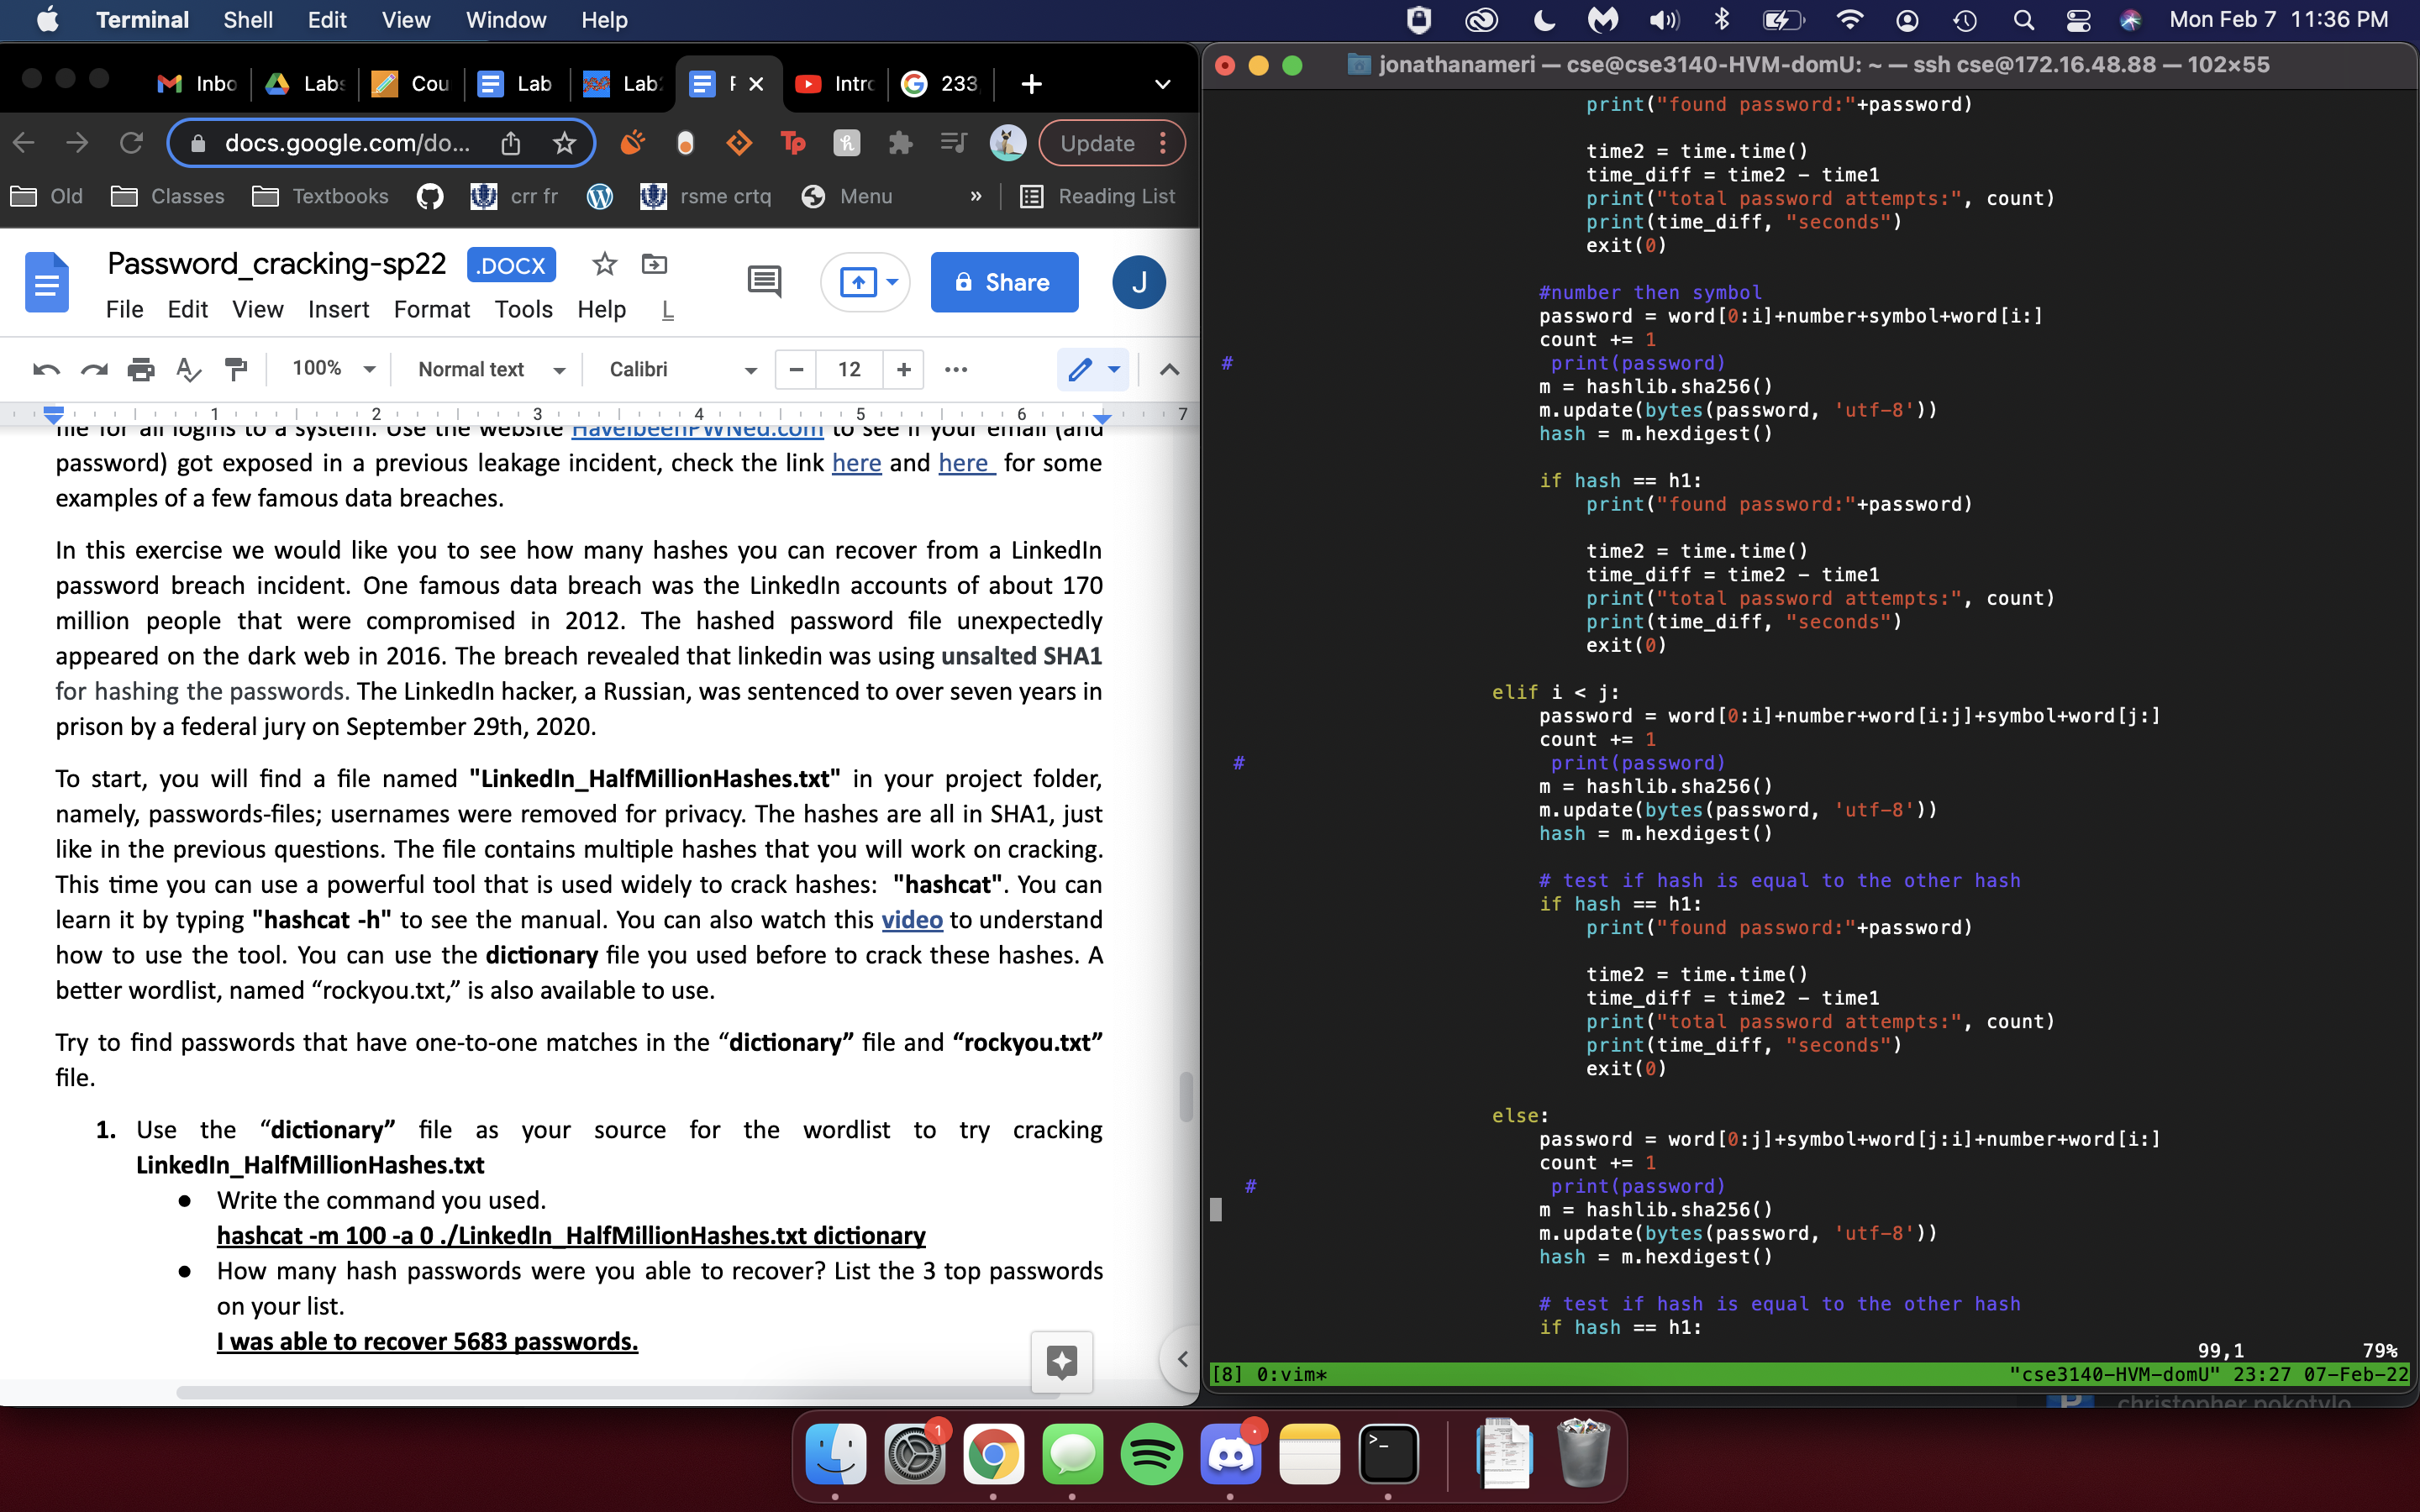 Terminal Shell Edit View Window Help Mon Feb 7 11:36 PM
Inbo Labs Cou Lab Lab2 F Intro 233
docs.google.com/do... Tp h Update
Old Classes Textbooks crr fr rsme crtq Menu » Reading List
Password_cracking-sp22 .DOCX Share J
File Edit View Insert Format Tools Help L
100% Normal text Calibri 12
1 2 3 4 5 6 7
file for all logins to a system. Use the website HaveIbeenPWNed.com to see if your email (and
password) got exposed in a previous leakage incident, check the link here and here for some
examples of a few famous data breaches.
In this exercise we would like you to see how many hashes you can recover from a LinkedIn
password breach incident. One famous data breach was the LinkedIn accounts of about 170
million people that were compromised in 2012. The hashed password file unexpectedly
appeared on the dark web in 2016. The breach revealed that linkedin was using unsalted SHA1
for hashing the passwords. The LinkedIn hacker, a Russian, was sentenced to over seven years in
prison by a federal jury on September 29th, 2020.
To start, you will find a file named "LinkedIn_HalfMillionHashes.txt" in your project folder,
namely, passwords-files; usernames were removed for privacy. The hashes are all in SHA1, just
like in the previous questions. The file contains multiple hashes that you will work on cracking.
This time you can use a powerful tool that is used widely to crack hashes: "hashcat". You can
learn it by typing "hashcat -h" to see the manual. You can also watch this video to understand
how to use the tool. You can use the dictionary file you used before to crack these hashes. A
better wordlist, named “rockyou.txt,” is also available to use.
Try to find passwords that have one-to-one matches in the “dictionary” file and “rockyou.txt”
file.
1. Use the “dictionary” file as your source for the wordlist to try cracking
LinkedIn_HalfMillionHashes.txt
● Write the command you used.
hashcat -m 100 -a 0 ./LinkedIn_HalfMillionHashes.txt dictionary
● How many hash passwords were you able to recover? List the 3 top passwords
on your list.
I was able to recover 5683 passwords.
jonathanameri — cse@cse3140-HVM-domU: ~ — ssh cse@172.16.48.88 — 102×55
print("found password:"+password)
time2 = time.time()
time_diff = time2 - time1
print("total password attempts:", count)
print(time_diff, "seconds")
exit(0)
#number then symbol
password = word[0:i]+number+symbol+word[i:]
count += 1
# print(password)
m = hashlib.sha256()
m.update(bytes(password, 'utf-8'))
hash = m.hexdigest()
if hash == h1:
print("found password:"+password)
time2 = time.time()
time_diff = time2 - time1
print("total password attempts:", count)
print(time_diff, "seconds")
exit(0)
elif i < j:
password = word[0:i]+number+word[i:j]+symbol+word[j:]
count += 1
# print(password)
m = hashlib.sha256()
m.update(bytes(password, 'utf-8'))
hash = m.hexdigest()
# test if hash is equal to the other hash
if hash == h1:
print("found password:"+password)
time2 = time.time()
time_diff = time2 - time1
print("total password attempts:", count)
print(time_diff, "seconds")
exit(0)
else:
password = word[0:j]+symbol+word[j:i]+number+word[i:]
count += 1
# print(password)
m = hashlib.sha256()
m.update(bytes(password, 'utf-8'))
hash = m.hexdigest()
# test if hash is equal to the other hash
if hash == h1:
99,1 79%
[8] 0:vim* "cse3140-HVM-domU" 23:27 07-Feb-22
christopher pokotylo
1